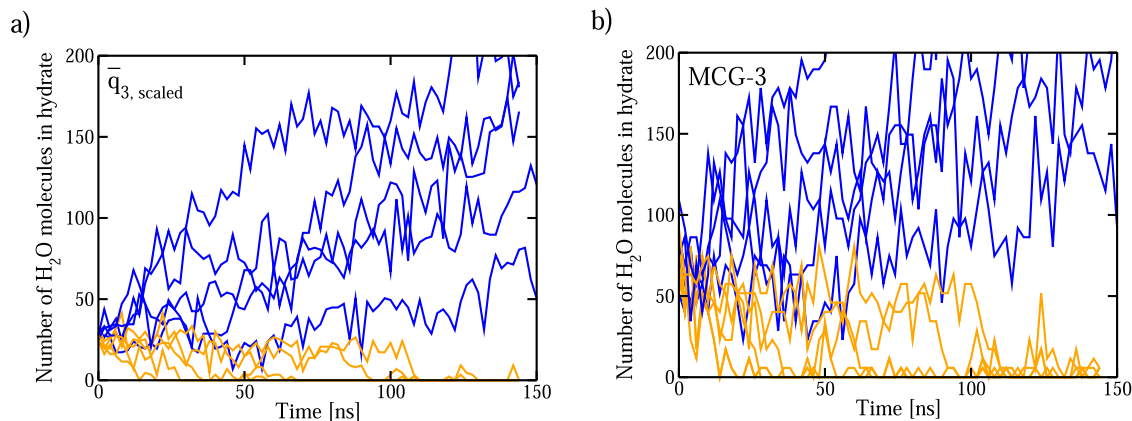 a)
Number of H₂O molecules in hydrate
200
150
100
50
0
q̅₃, scaled
0 50 100 150
Time [ns]
b)
Number of H₂O molecules in hydrate
200
150
100
50
0
MCG-3
0 50 100 150
Time [ns]